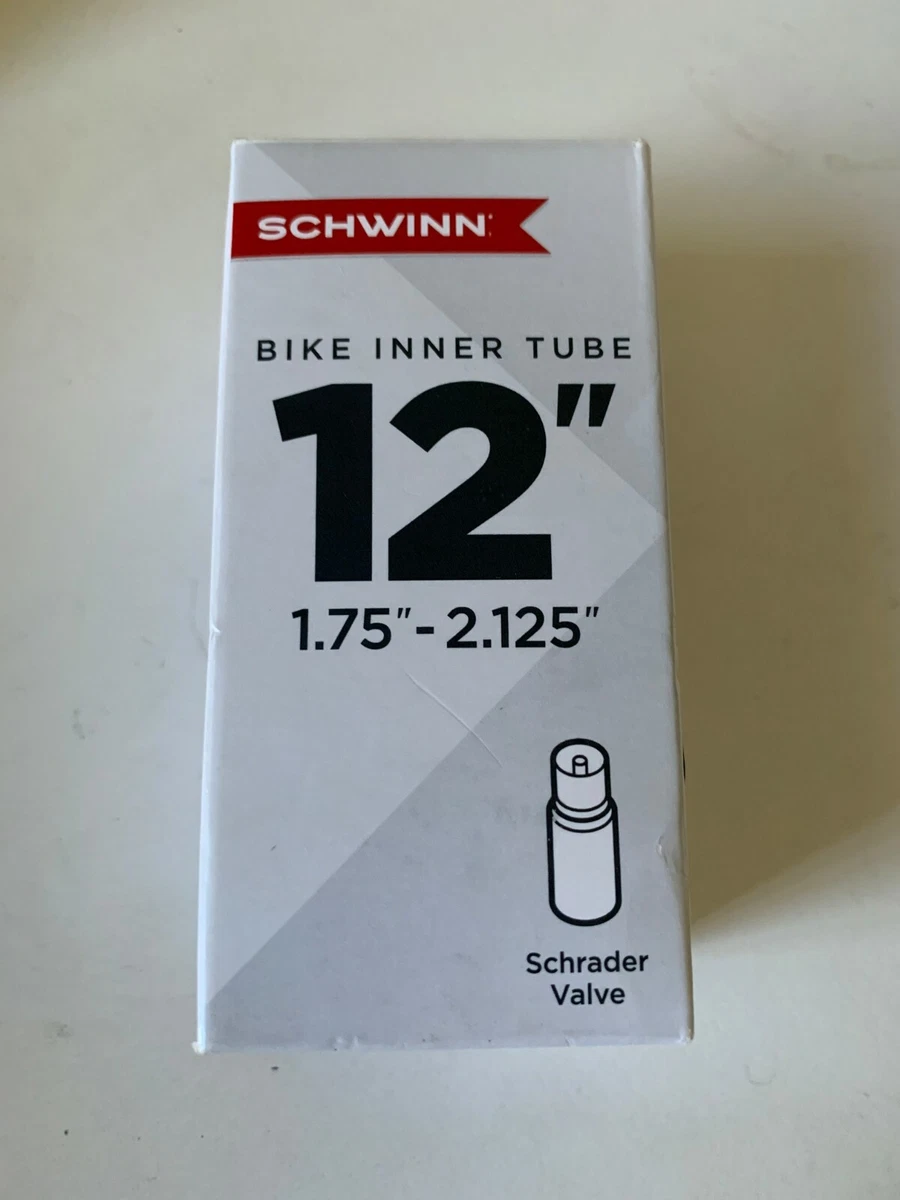 SCHWINN
BIKE INNER TUBE
12"
1.75"-2.125"
Schrader
Valve